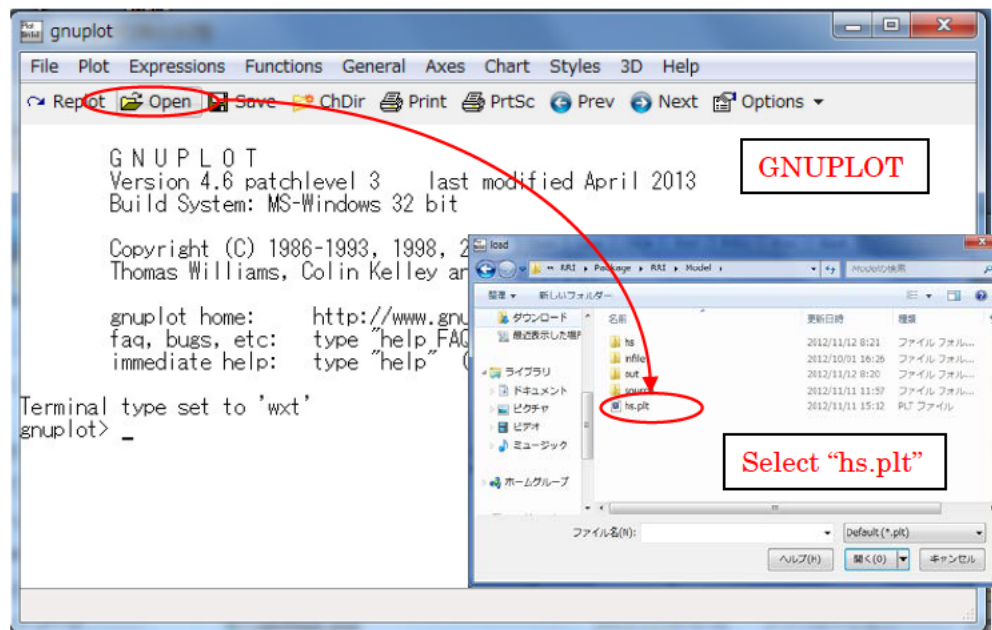 gnuplot
File Plot Expressions Functions General Axes Chart Styles 3D Help
Replot Open Save ChDir Print PrtSc Prev Next Options
GNUPLOT
G N U P L O T
Version 4.6 patchlevel 3 last modified April 2013
Build System: MS-Windows 32 bit
Copyright (C) 1986-1993, 1998, 2
Thomas Williams, Colin Kelley ar
gnuplot home: http://www.gnu
faq, bugs, etc: type "help FAQ
immediate help: type "help" (
Terminal type set to 'wxt'
gnuplot> _
load
RRI Package RRI Model
Modelの検索
整理 新しいフォルダー
ダウンロード
最近表示した場所
ライブラリ
ドキュメント
ピクチャ
ビデオ
ミュージック
ホームグループ
名前 更新日時 種類
hs 2012/11/12 8:21 ファイル フォル...
infile 2012/10/01 16:26 ファイル フォル...
out 2012/11/12 8:20 ファイル フォル...
source 2012/11/11 11:57 ファイル フォル...
hs.plt 2012/11/11 15:12 PLT ファイル
Select “hs.plt”
ファイル名(N): Default (*.plt)
ヘルプ(H) 開く(O) キャンセル